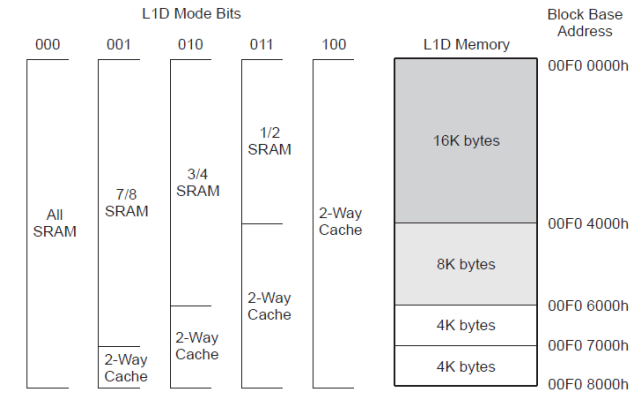 L1D Mode Bits
Block Base
Address
000 001 010 011 100 L1D Memory
00F0 0000h
1/2
SRAM
16K bytes
3/4
SRAM
7/8
SRAM
All
SRAM
2-Way
Cache
00F0 4000h
8K bytes
2-Way
Cache
00F0 6000h
4K bytes
2-Way
Cache
00F0 7000h
2-Way
Cache
4K bytes
00F0 8000h